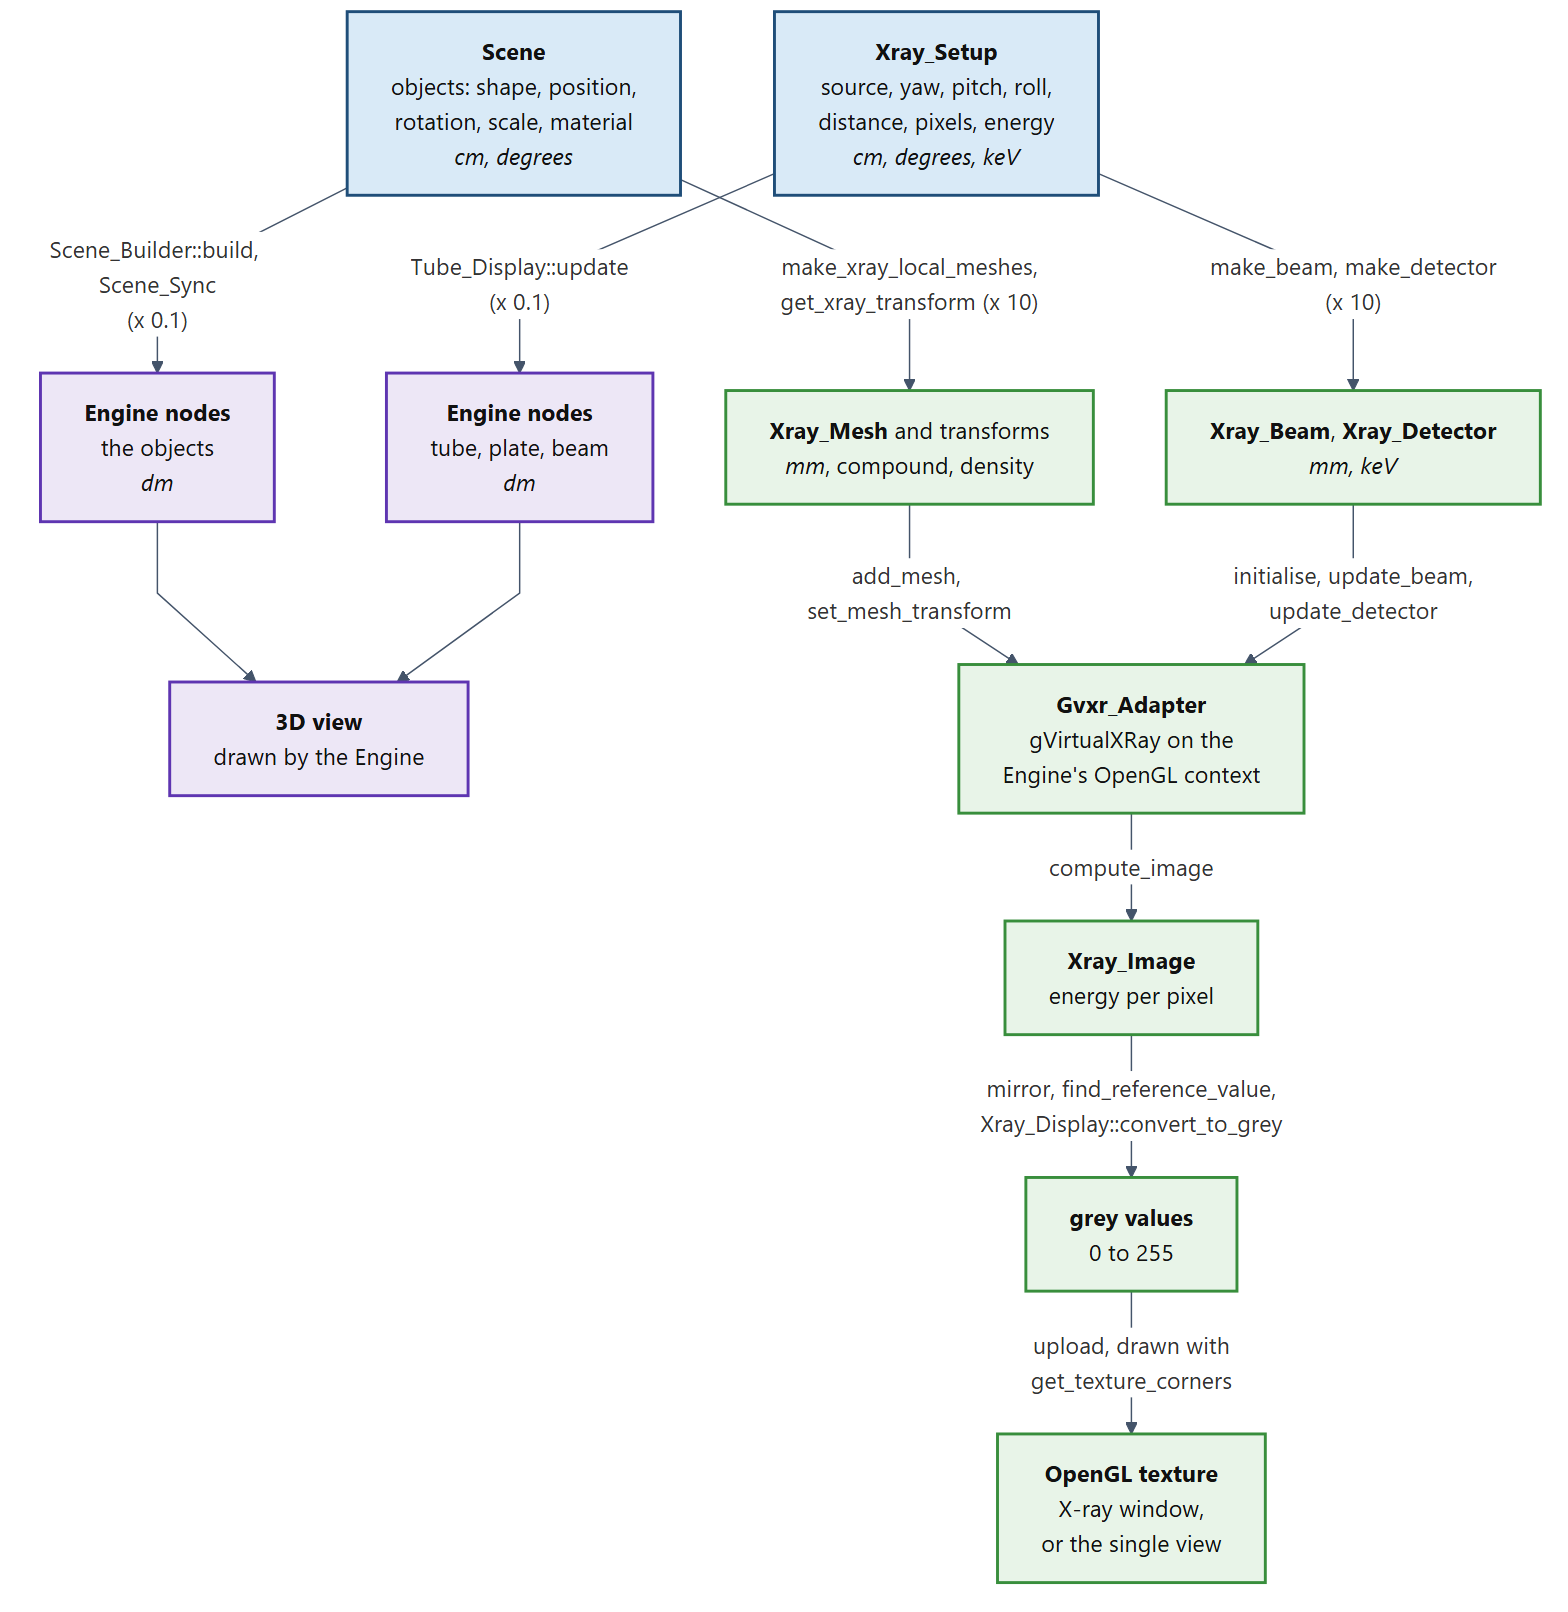 Scene
objects: shape, position,
rotation, scale, material
cm, degrees
Xray_Setup
source, yaw, pitch, roll,
distance, pixels, energy
cm, degrees, keV
Scene_Builder::build,
Scene_Sync
(x 0.1)
Tube_Display::update
(x 0.1)
make_xray_local_meshes,
get_xray_transform (x 10)
make_beam, make_detector
(x 10)
Engine nodes
the objects
dm
Engine nodes
tube, plate, beam
dm
Xray_Mesh and transforms
mm, compound, density
Xray_Beam, Xray_Detector
mm, keV
add_mesh,
set_mesh_transform
initialise, update_beam,
update_detector
3D view
drawn by the Engine
Gvxr_Adapter
gVirtualXRay on the
Engine's OpenGL context
compute_image
Xray_Image
energy per pixel
mirror, find_reference_value,
Xray_Display::convert_to_grey
grey values
0 to 255
upload, drawn with
get_texture_corners
OpenGL texture
X-ray window,
or the single view